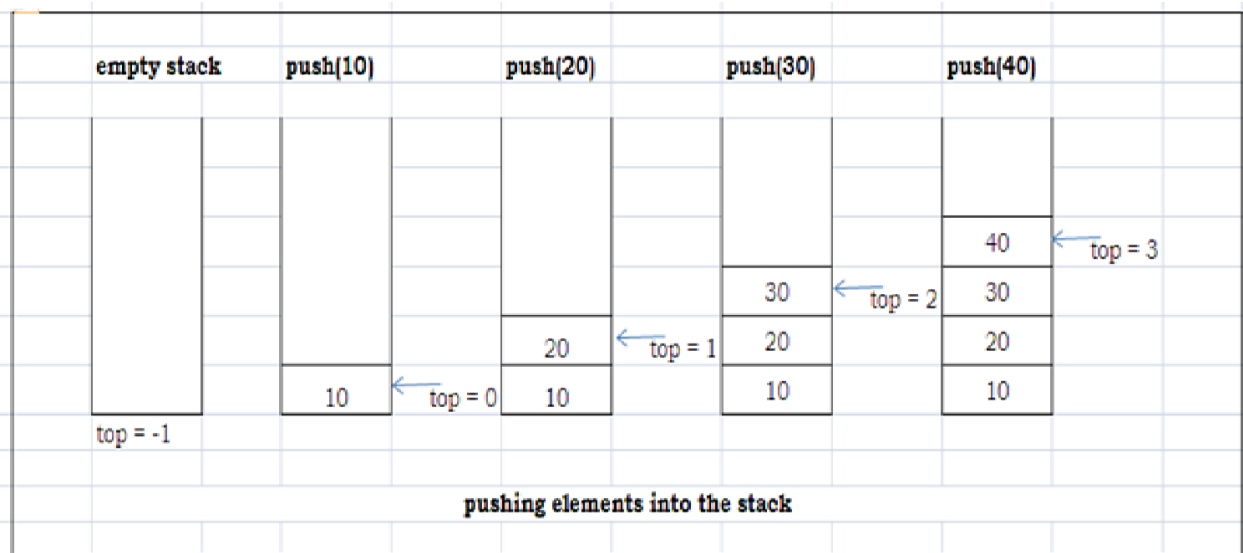 empty stack push(10) push(20) push(30) push(40)
40 top = 3
30 top = 2 30
20 top = 1 20 20
10 top = 0 10 10 10
top = -1
pushing elements into the stack